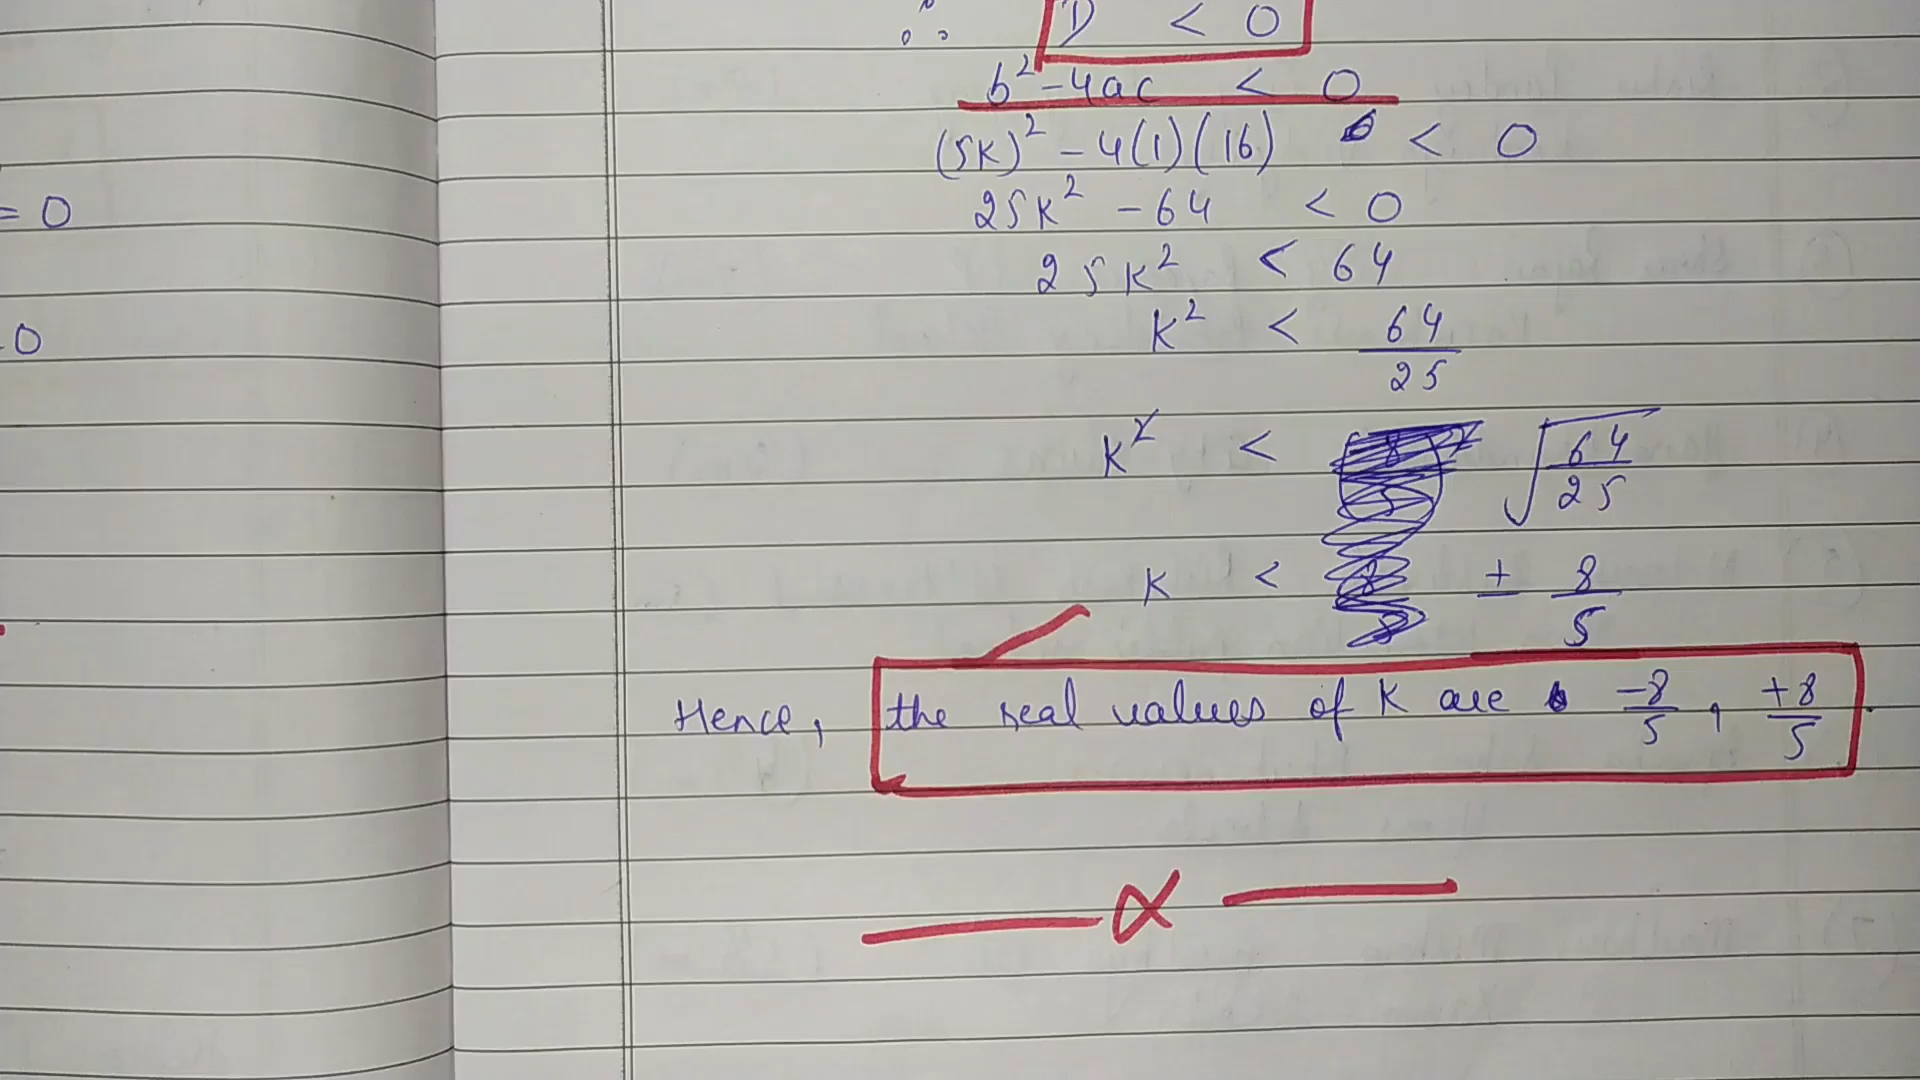 ∴ D < 0
b² - 4ac < 0
(5K)² - 4(1)(16) < 0
= 0
25K² - 64 < 0
25K² < 64
0
K² < 64/25
K² < √64/25
K < ± 8/5
Hence, the real values of K are -8/5, +8/5